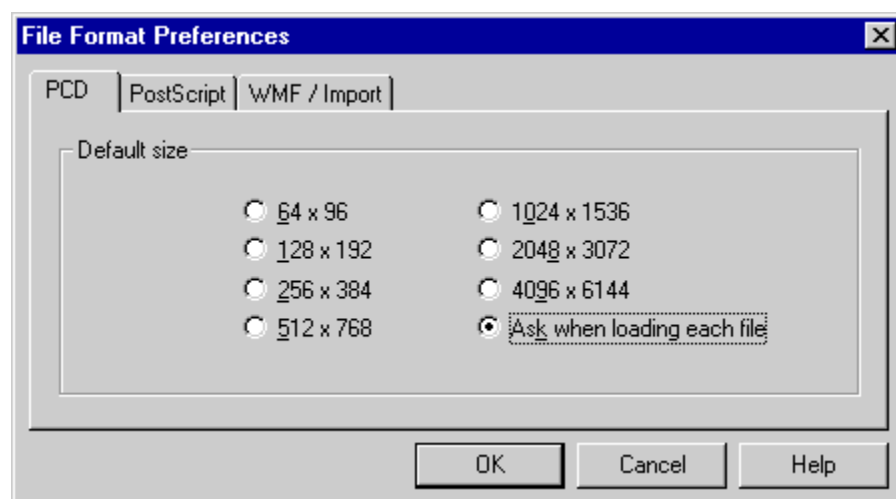 File Format Preferences
PCD PostScript WMF / Import
Default size
64 x 96
128 x 192
256 x 384
512 x 768
1024 x 1536
2048 x 3072
4096 x 6144
Ask when loading each file
OK Cancel Help